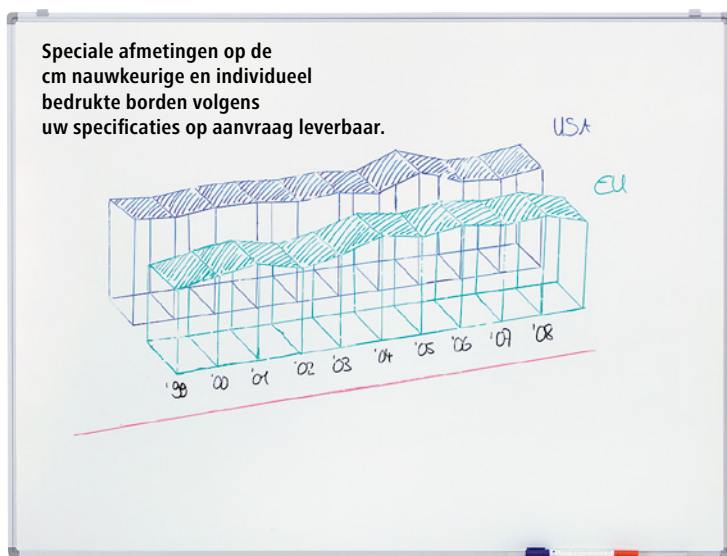 Speciale afmetingen op de
cm nauwkeurige en individueel
bedrukte borden volgens
uw specificaties op aanvraag leverbaar.
USA
EU
'99 '00 '01 '02 '03 '04 '05 '06 '07 '08